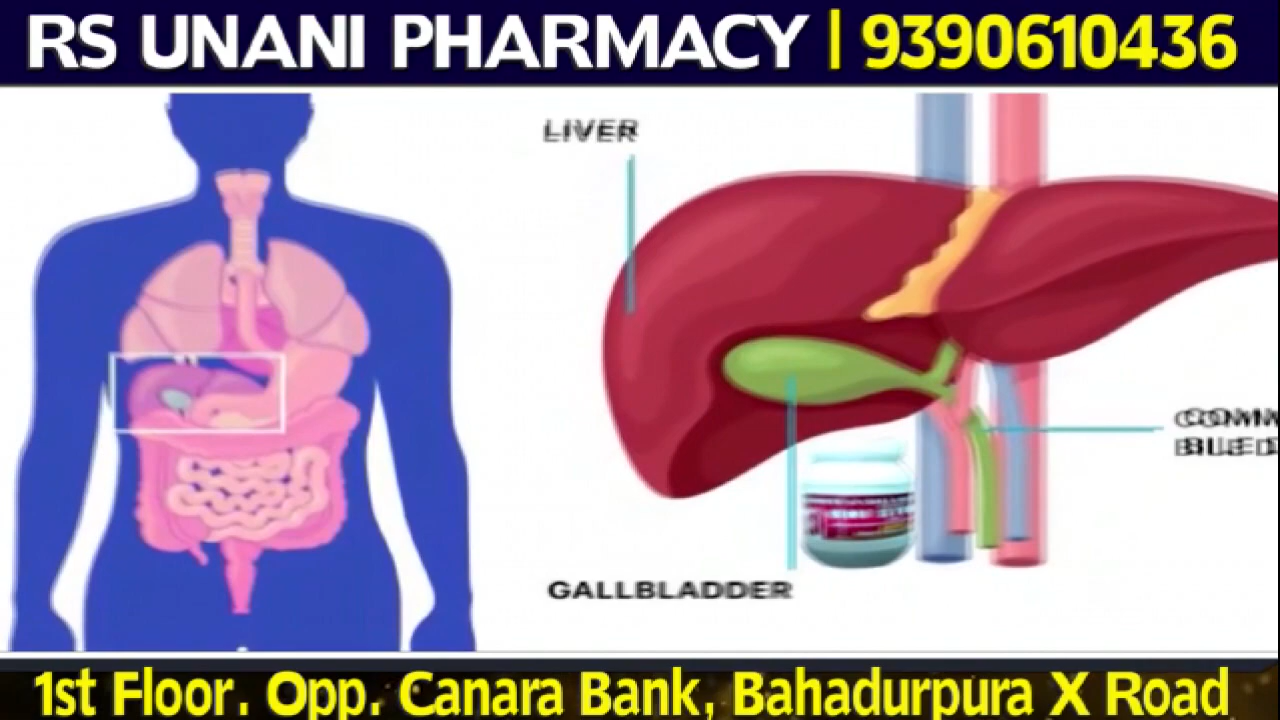 RS UNANI PHARMACY | 9390610436
LIVER
GALLBLADDER
1st Floor. Opp. Canara Bank, Bahadurpura X Road